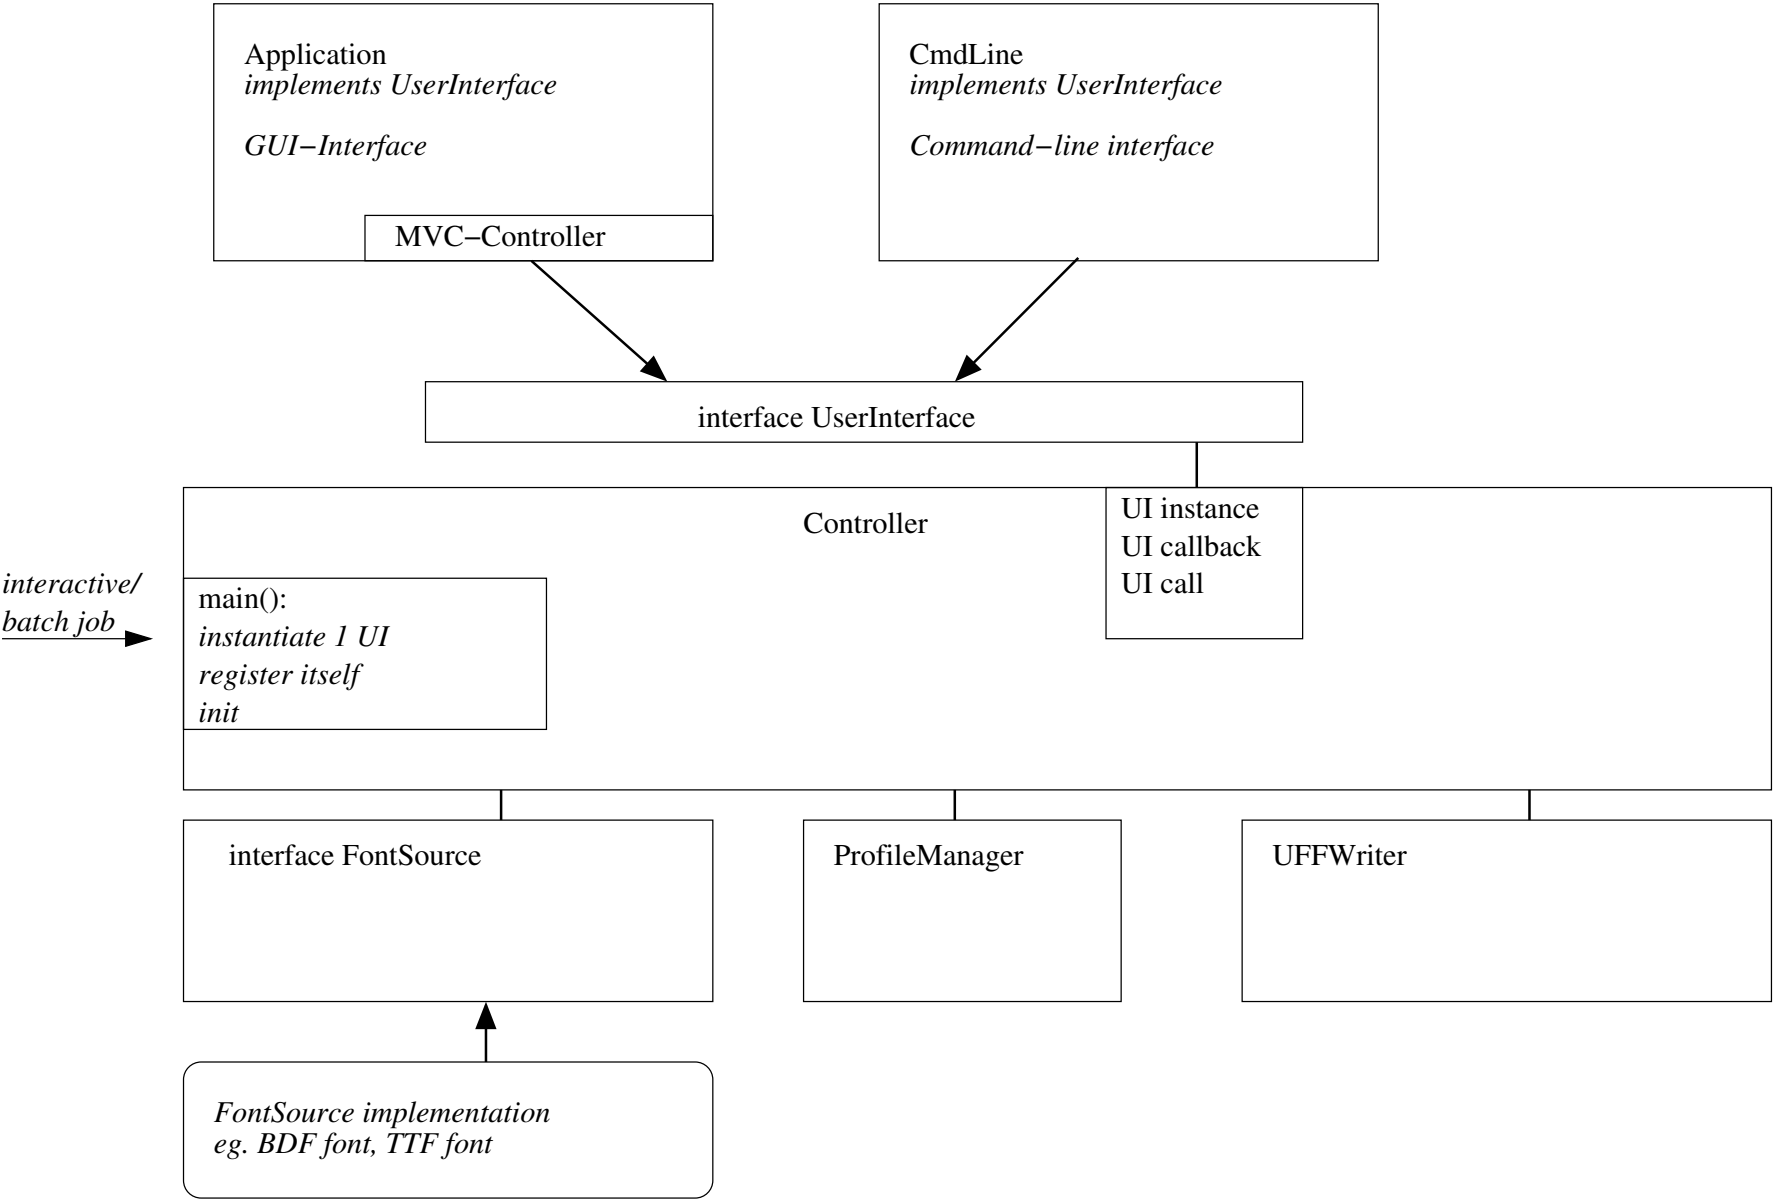 Application
implements UserInterface
GUI−Interface
MVC−Controller
CmdLine
implements UserInterface
Command−line interface
interface UserInterface
Controller
UI instance
UI callback
UI call
interactive/
batch job
main():
instantiate 1 UI
register itself
init
interface FontSource
ProfileManager
UFFWriter
FontSource implementation
eg. BDF font, TTF font